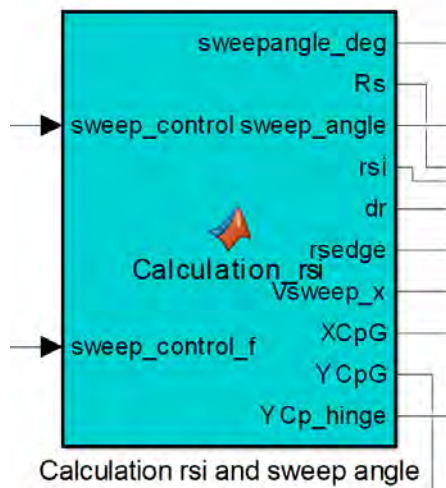 sweepangle_deg
Rs
sweep_control sweep_angle
rsi
dr
rsedge
Calculation_rsi
Vsweep_x
XCpG
sweep_control_f
YCpG
YCp_hinge
Calculation rsi and sweep angle